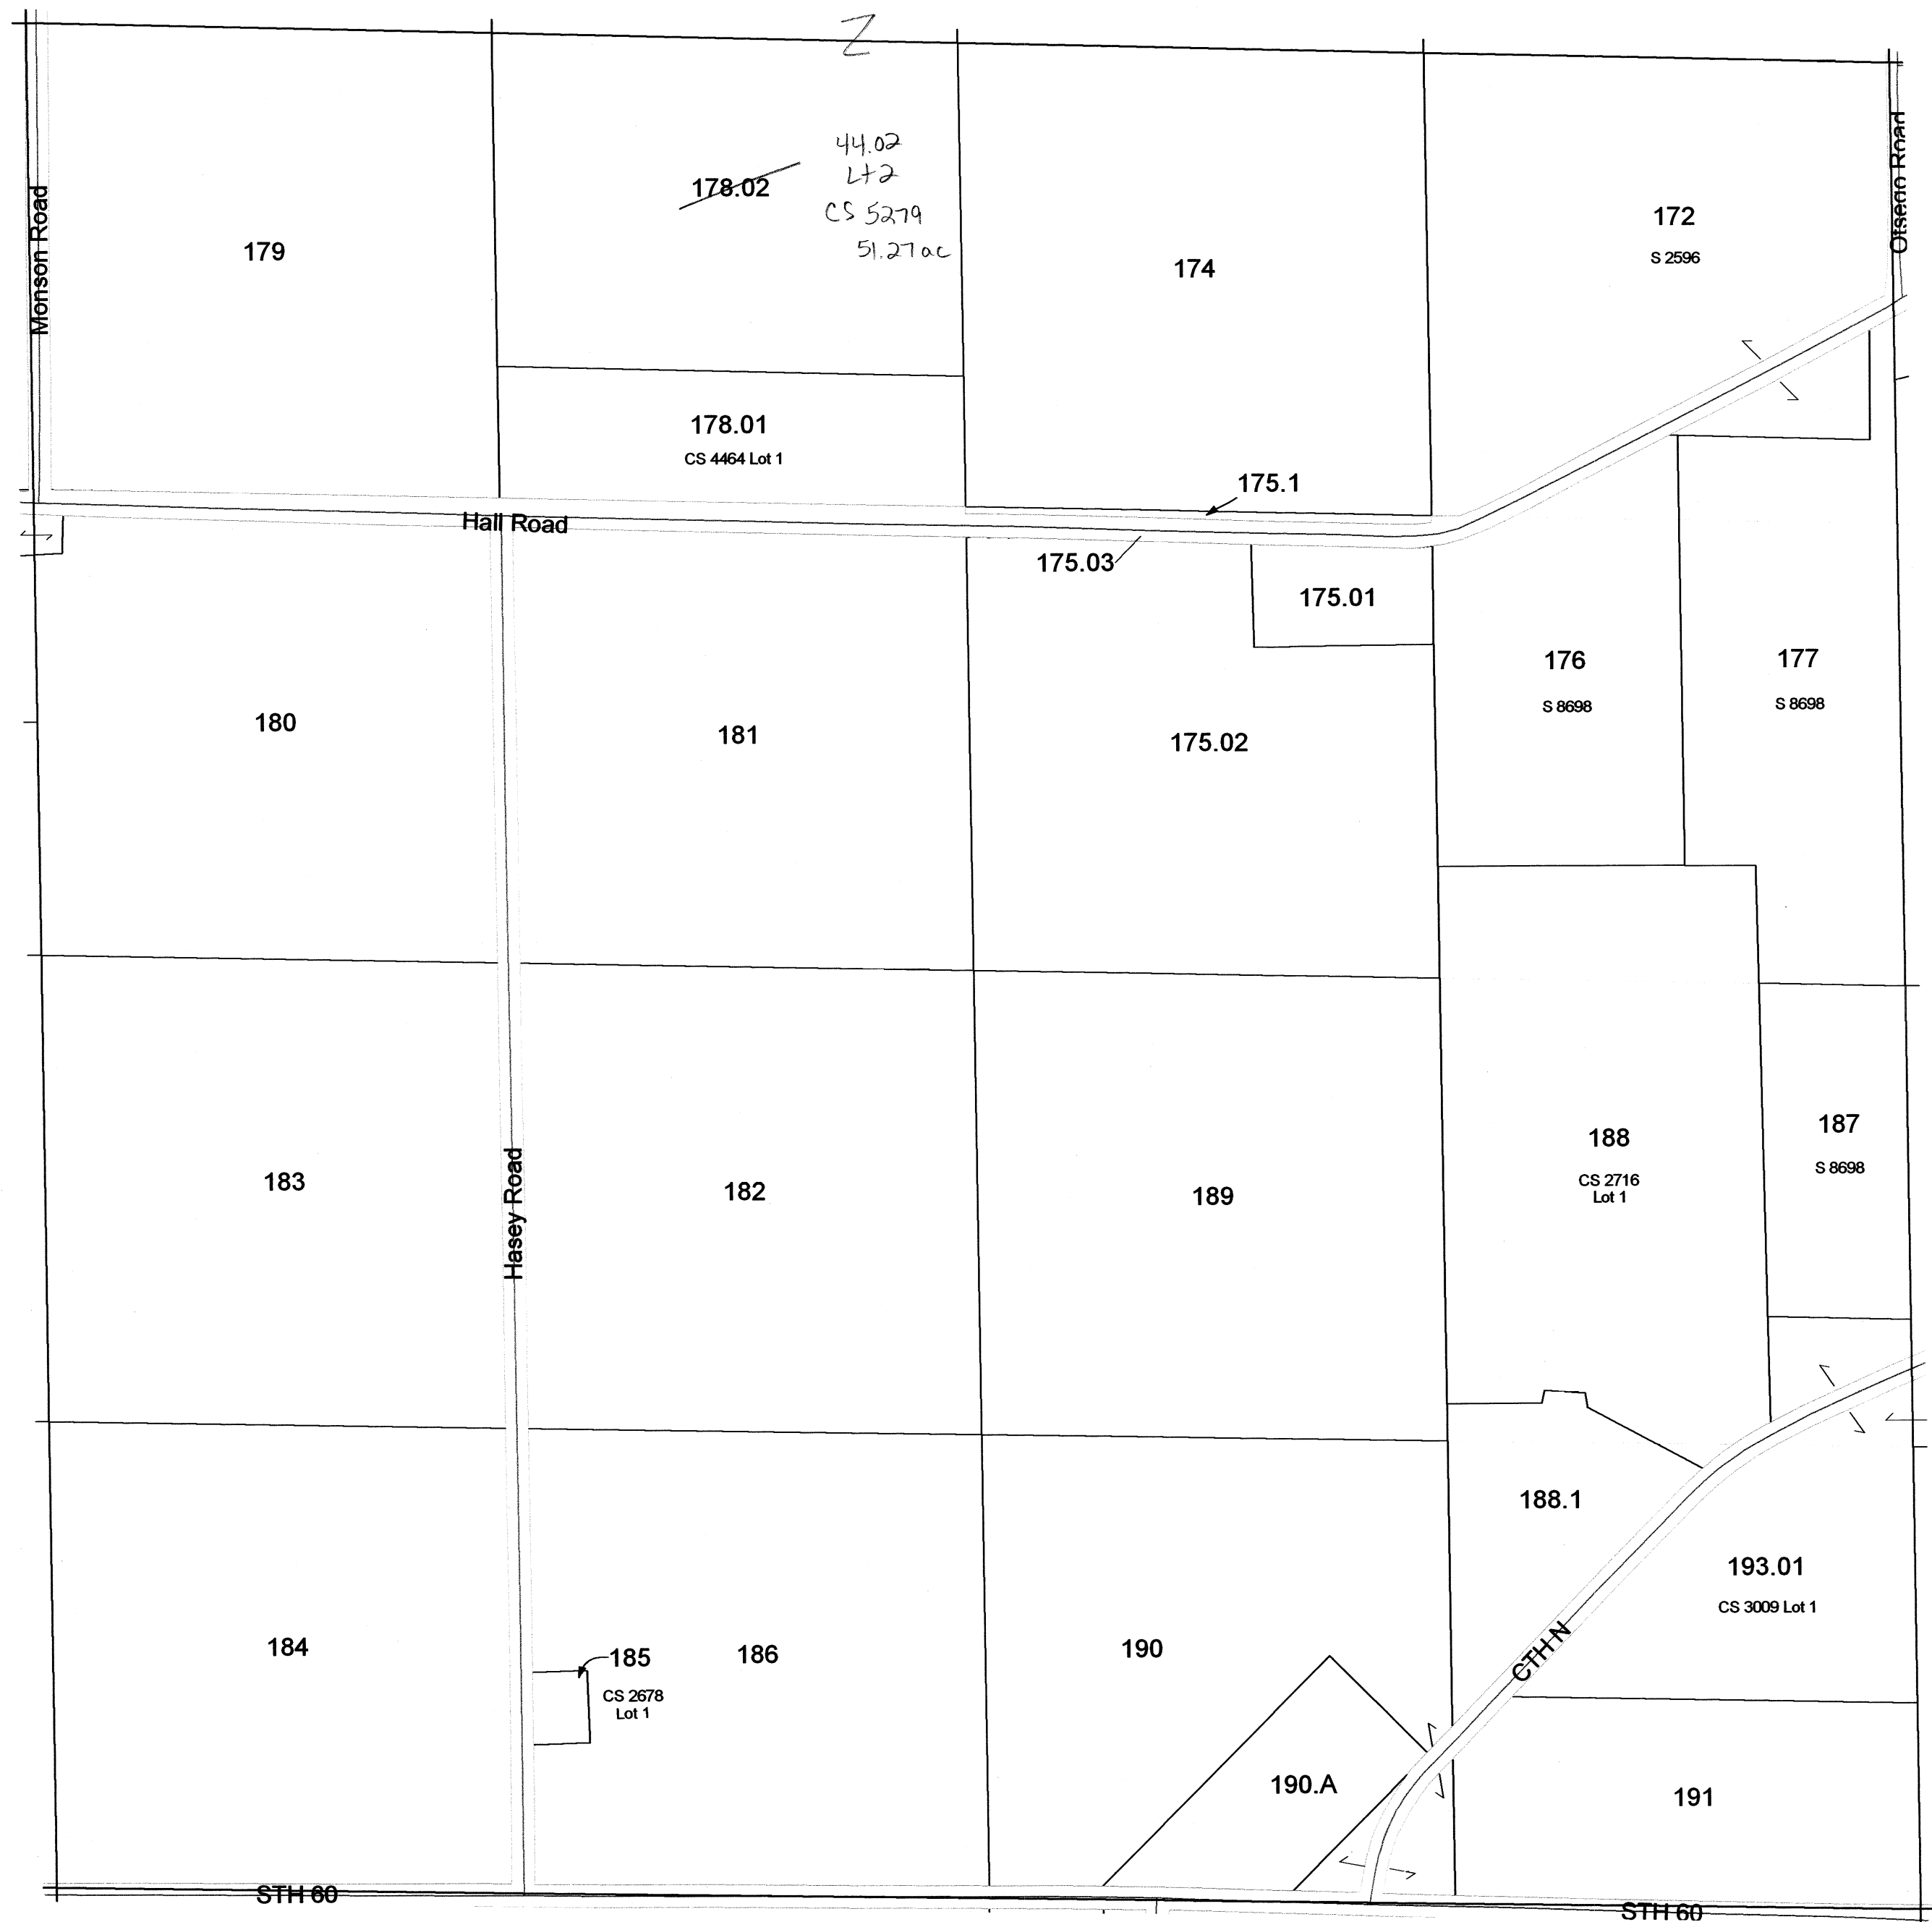 Z
44.02
Lt2
CS 5279
51.27 ac
178.02
172
S 2596
Otsego Road
Monson Road
179
174
178.01
CS 4464 Lot 1
175.1
Hall Road
175.03
175.01
176
S 8698
177
S 8698
180
181
175.02
187
S 8698
188
CS 2716
Lot 1
183
Hasey Road
182
189
188.1
193.01
CS 3009 Lot 1
184
185
CS 2678
Lot 1
186
190
CTH N
190.A
191
STH 60
STH 60